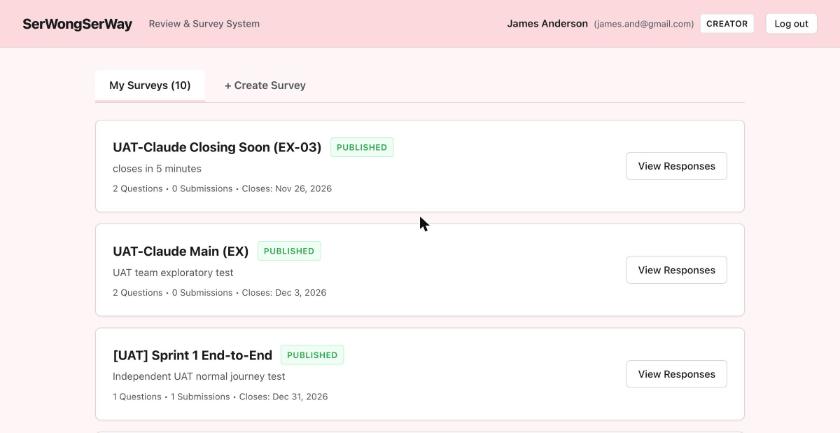 SerWongSerWay
Review & Survey System
James Anderson (james.and@gmail.com) CREATOR Log out
My Surveys (10)
+ Create Survey
UAT-Claude Closing Soon (EX-03) PUBLISHED
closes in 5 minutes
2 Questions • 0 Submissions • Closes: Nov 26, 2026
View Responses
UAT-Claude Main (EX) PUBLISHED
UAT team exploratory test
2 Questions • 0 Submissions • Closes: Dec 3, 2026
View Responses
[UAT] Sprint 1 End-to-End PUBLISHED
Independent UAT normal journey test
1 Questions • 1 Submissions • Closes: Dec 31, 2026
View Responses